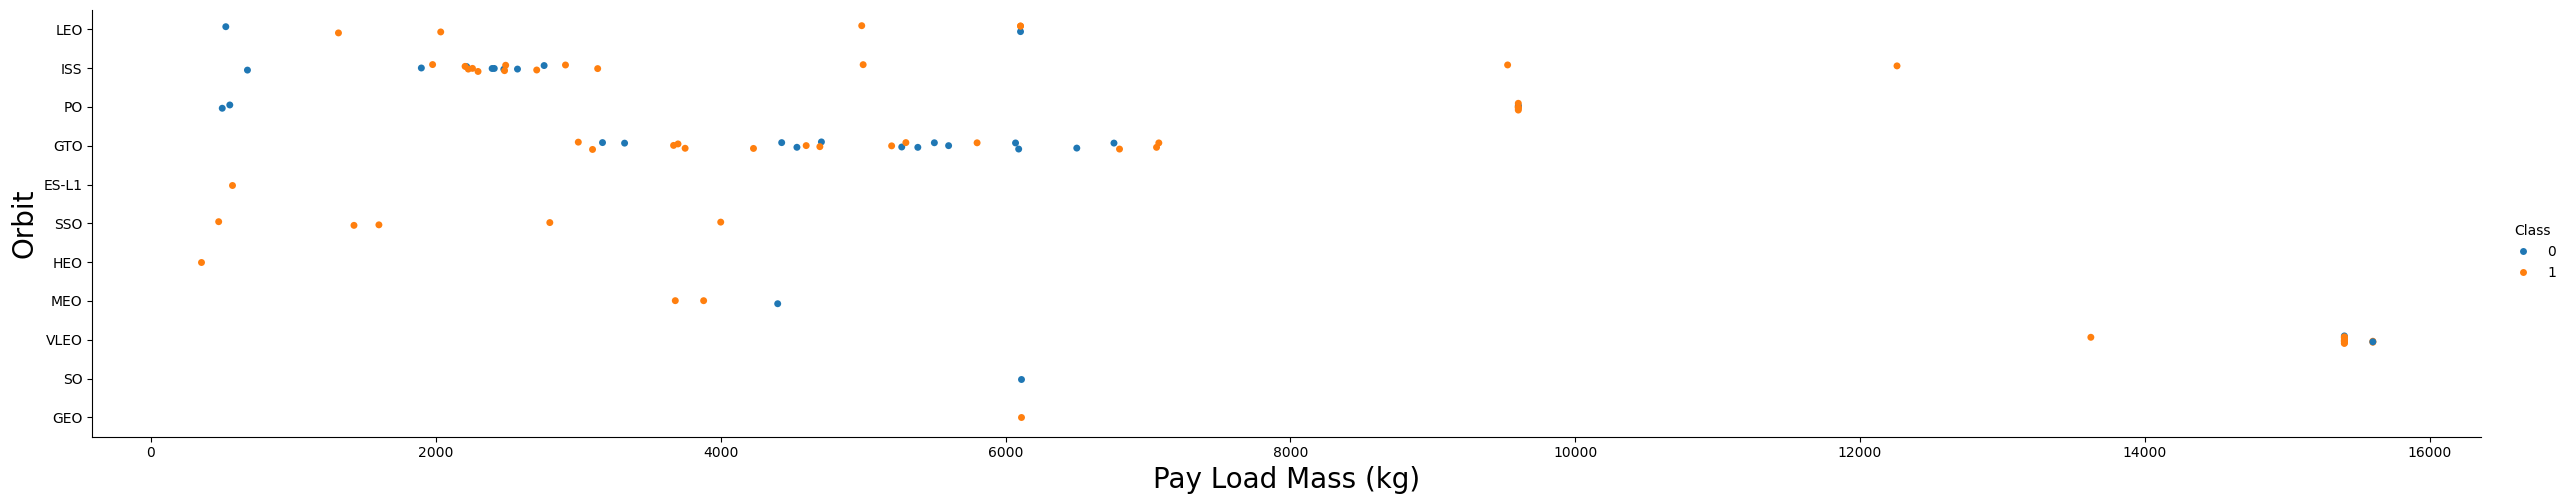 LEO
ISS
PO
GTO
ES-L1
SSO
HEO
MEO
VLEO
SO
GEO
Orbit
0 2000 4000 6000 8000 10000 12000 14000 16000
Pay Load Mass (kg)
Class
0
1